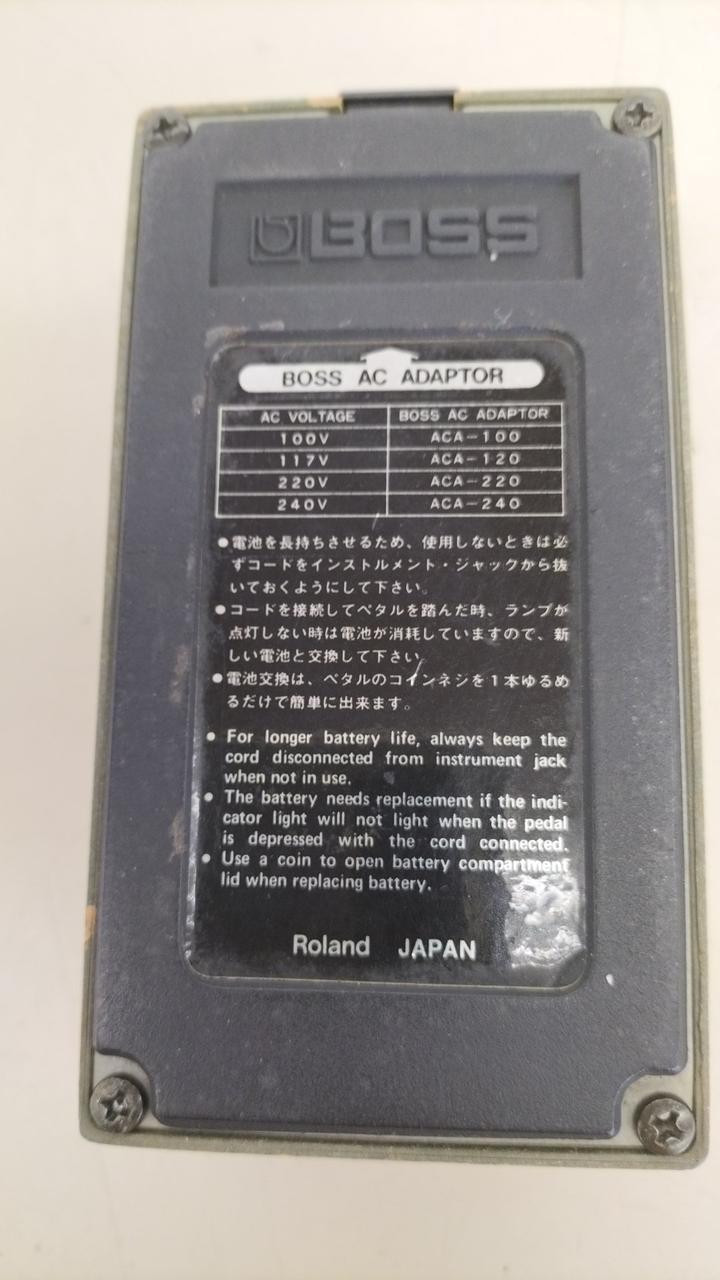 BOSS
BOSS AC ADAPTOR
AC VOLTAGE BOSS AC ADAPTOR
100V ACA-100
117V ACA-120
220V ACA-220
240V ACA-240
●電池を長持ちさせるため、使用しないときは必
ずコードをインストルメント・ジャックから抜
いておくようにして下さい。
●コードを接続してペタルを踏んだ時、ランプが
点灯しない時は電池が消耗していますので、新
しい電池と交換して下さい。
●電池交換は、ペタルのコインネジを1本ゆるめ
るだけで簡単に出来ます。
• For longer battery life, always keep the
cord disconnected from instrument jack
when not in use.
• The battery needs replacement if the indi-
cator light will not light when the pedal
is depressed with the cord connected.
• Use a coin to open battery compartment
lid when replacing battery.
Roland JAPAN